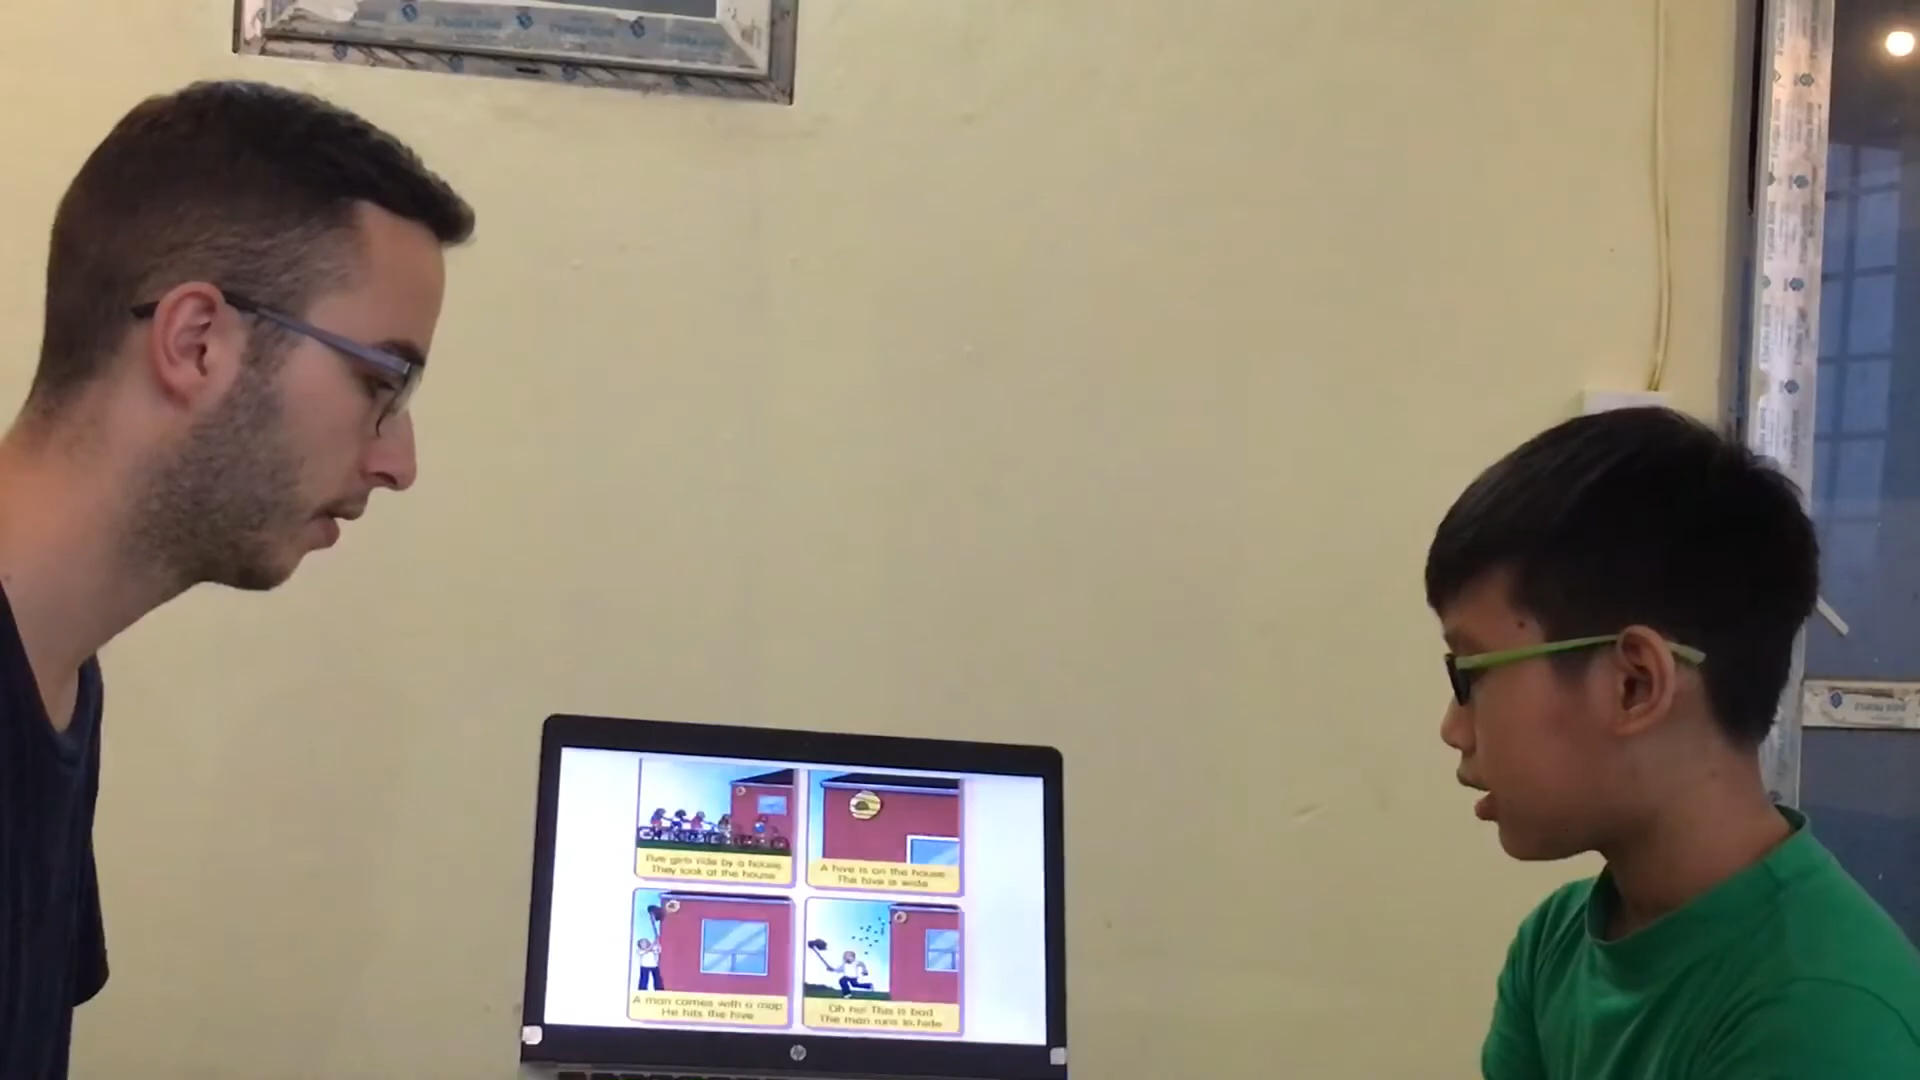 Five girls ride by a house
They look at the house
A hive is on the house
The hive is wide
A man comes with a mop
He hits the hive
Oh no! This is bad
The man runs to hide
hp